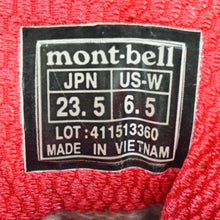 mont-bell
JPN US-W
23.5 6.5
LOT:411513360
MADE IN VIETNAM